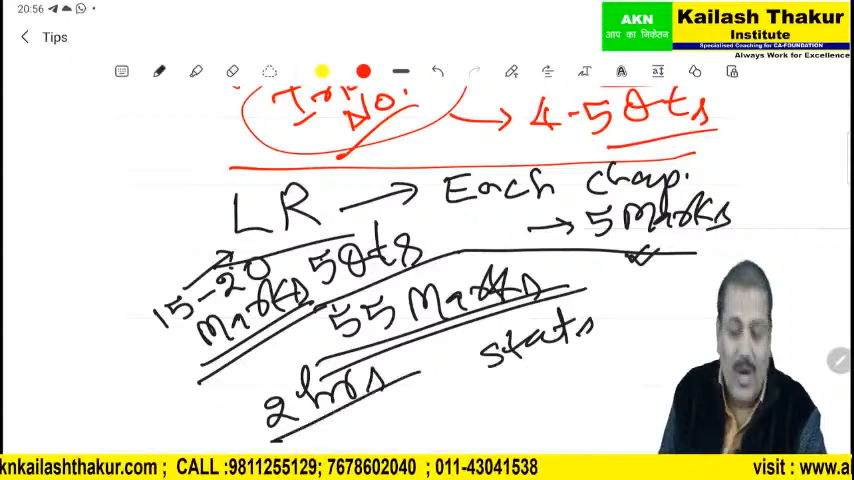 20:56
AKN
आप का निकेतन
Kailash Thakur
Institute
Specialised Coaching for CA-FOUNDATION
Always Work for Excellence
Tips
No.
→ 4-5 Qts
LR → Each chap.
→ 5 Marks
15-20 Marks
5 Qts
55 Marks
stats
2 hrs
knkailashthakur.com ; CALL :9811255129; 7678602040 ; 011-43041538
visit : www.a